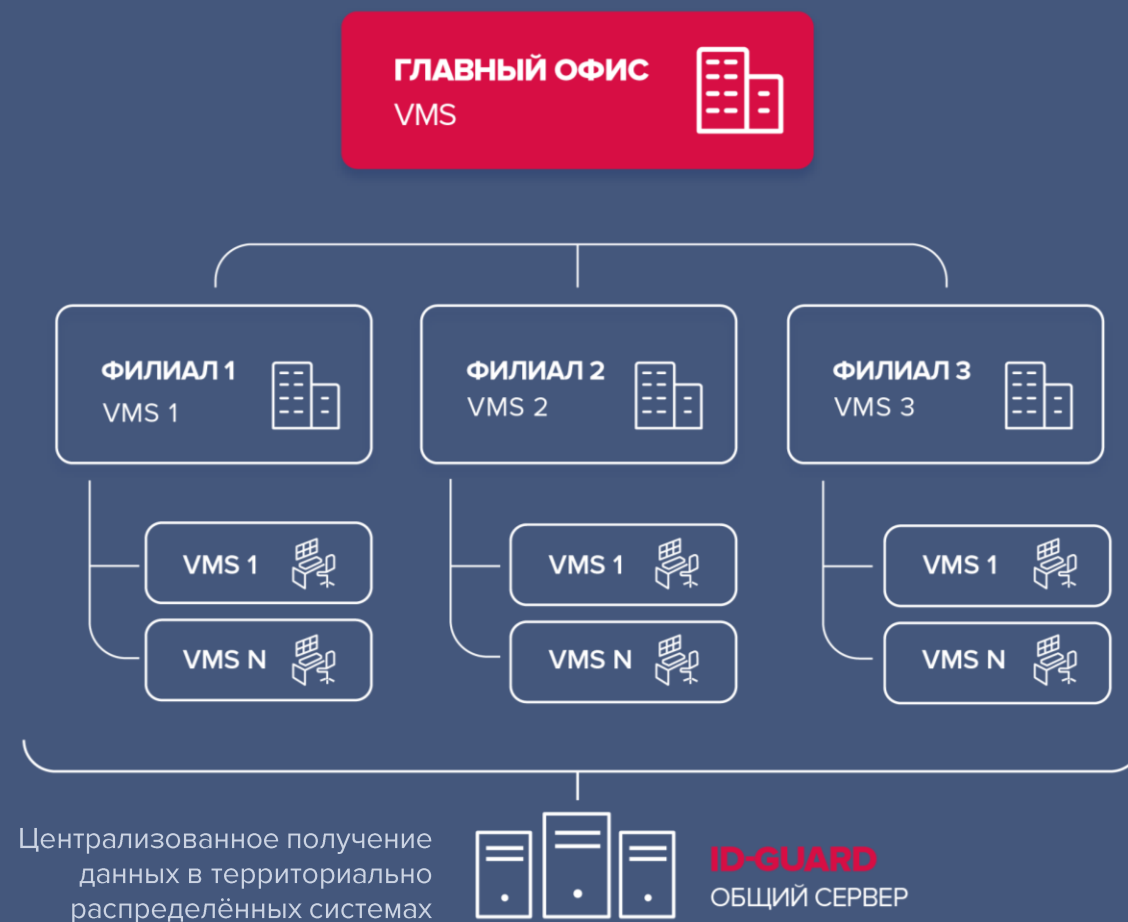 ГЛАВНЫЙ ОФИС
VMS
ФИЛИАЛ 1
VMS 1
ФИЛИАЛ 2
VMS 2
ФИЛИАЛ 3
VMS 3
VMS 1
VMS N
VMS 1
VMS N
VMS 1
VMS N
Централизованное получение
данных в территориально
распределённых системах
ID-GUARD
ОБЩИЙ СЕРВЕР